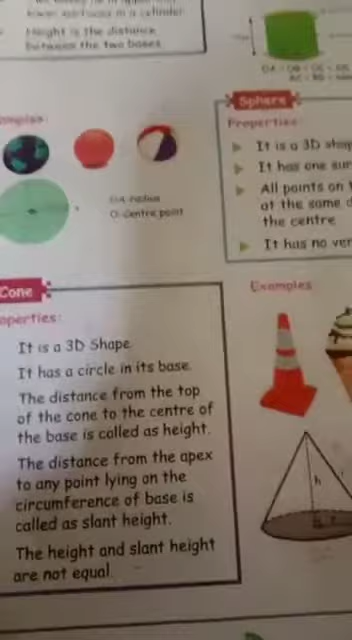 Height is the distance
between the two bases
Sphere
Properties:
It is a 3D shap
It has one sur
All points on
at the same d
the centre
It has no ver
OA radius
O centre point
Cone
operties:
It is a 3D Shape
It has a circle in its base.
The distance from the top
of the cone to the centre of
the base is called as height.
The distance from the apex
to any point lying on the
circumference of base is
called as slant height.
The height and slant height
are not equal
Examples
h